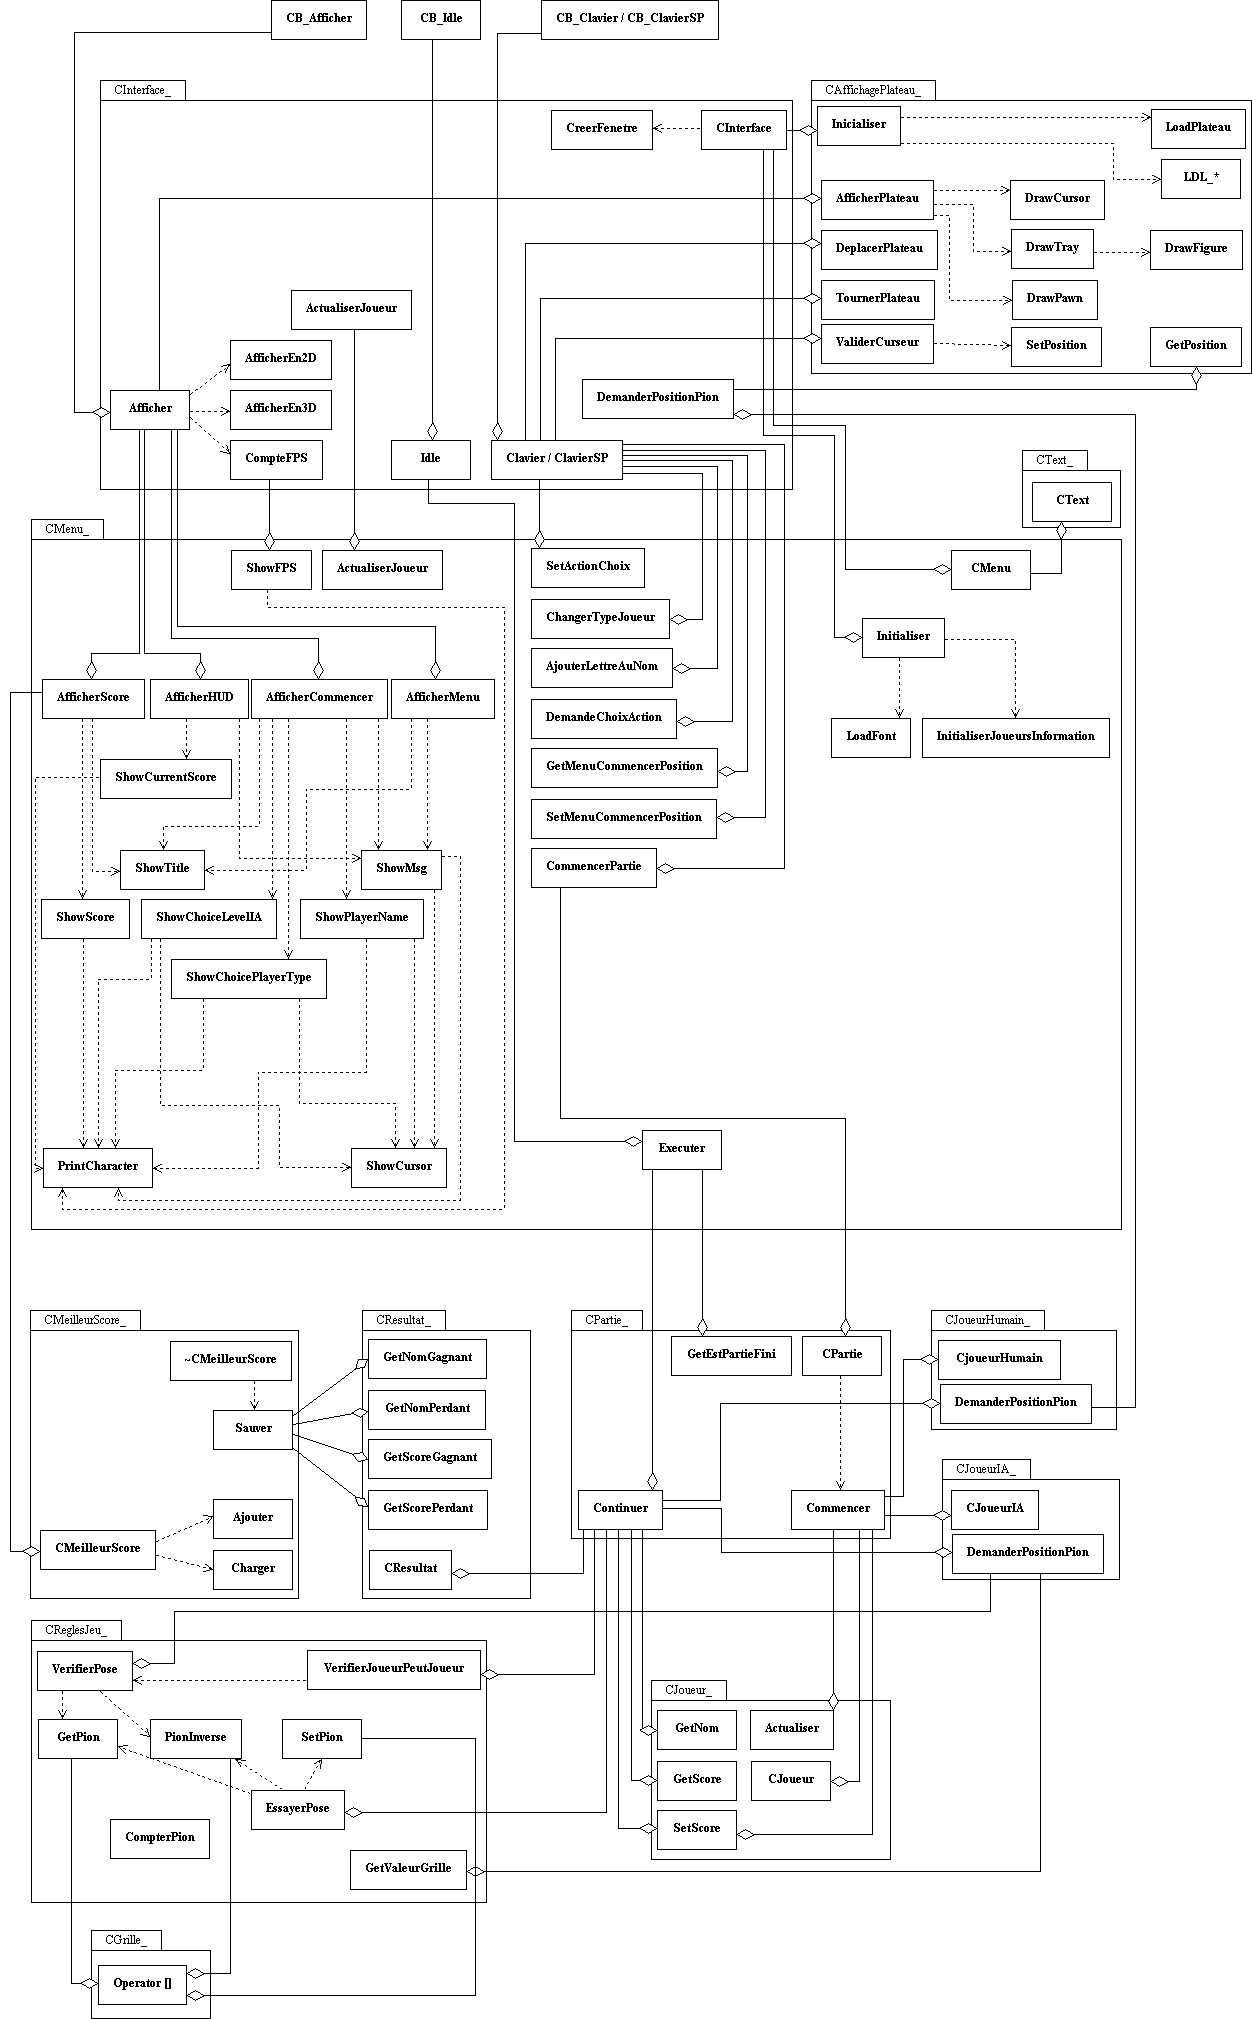 CB_Afficher
CB_Idle
CB_Clavier / CB_ClavierSP
CInterface_
CAffichagePlateau_
CreerFenetre
CInterface
Inicialiser
LoadPlateau
LDL_*
AfficherPlateau
DrawCursor
DeplacerPlateau
DrawTray
DrawFigure
ActualiserJoueur
TournerPlateau
DrawPawn
AfficherEn2D
ValiderCurseur
SetPosition
GetPosition
Afficher
AfficherEn3D
DemanderPositionPion
CompteFPS
Idle
Clavier / ClavierSP
CText_
CText
CMenu_
ShowFPS
ActualiserJoueur
SetActionChoix
CMenu
ChangerTypeJoueur
Initialiser
AjouterLettreAuNom
AfficherScore
AfficherHUD
AfficherCommencer
AfficherMenu
DemandeChoixAction
LoadFont
InitialiserJoueursInformation
ShowCurrentScore
GetMenuCommencerPosition
SetMenuCommencerPosition
ShowTitle
ShowMsg
CommencerPartie
ShowScore
ShowChoiceLevelIA
ShowPlayerName
ShowChoicePlayerType
Executer
PrintCharacter
ShowCursor
CMeilleurScore_
CResultat_
CPartie_
CJoueurHumain_
~CMeilleurScore
GetNomGagnant
GetEstPartieFini
CPartie
CjoueurHumain
Sauver
GetNomPerdant
DemanderPositionPion
GetScoreGagnant
CJoueurIA_
Ajouter
GetScorePerdant
Continuer
Commencer
CJoueurIA
CMeilleurScore
Charger
CResultat
DemanderPositionPion
CReglesJeu_
VerifierPose
VerifierJoueurPeutJoueur
CJoueur_
GetPion
PionInverse
SetPion
GetNom
Actualiser
EssayerPose
GetScore
CJoueur
CompterPion
SetScore
GetValeurGrille
CGrille_
Operator []